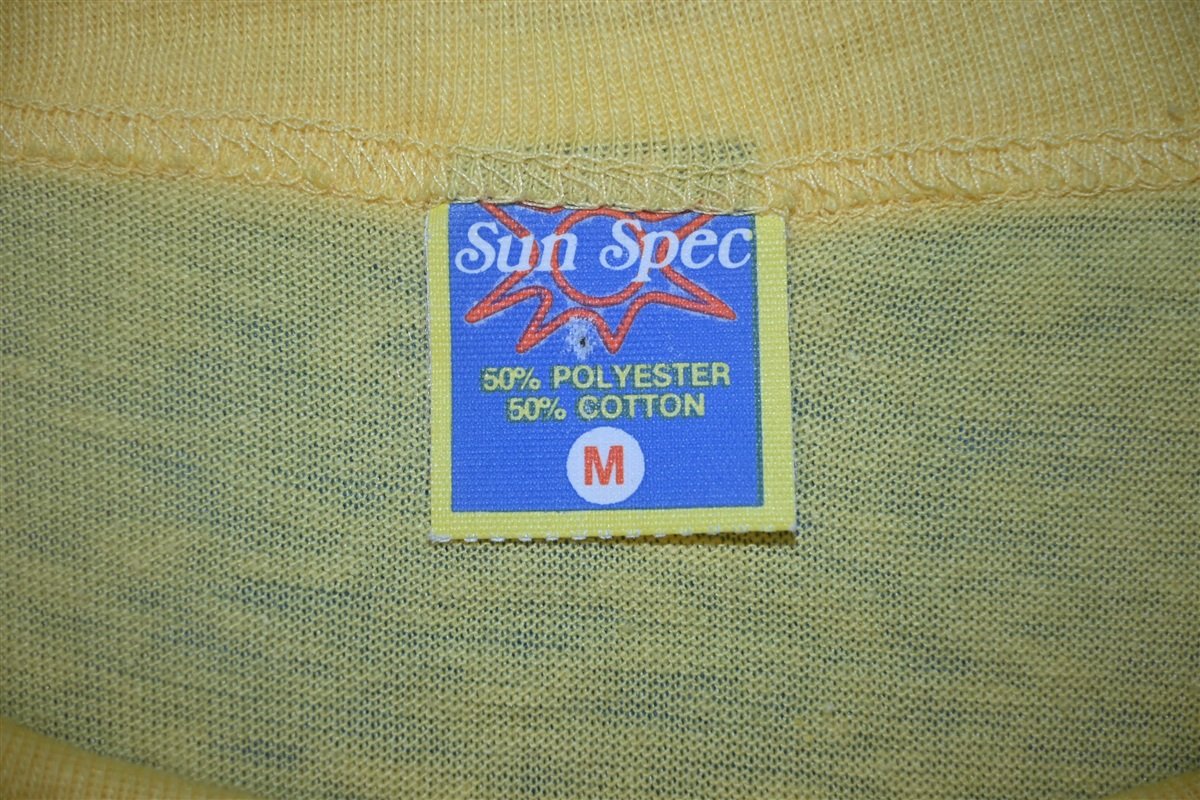 Sun Spec
50% POLYESTER
50% COTTON
M